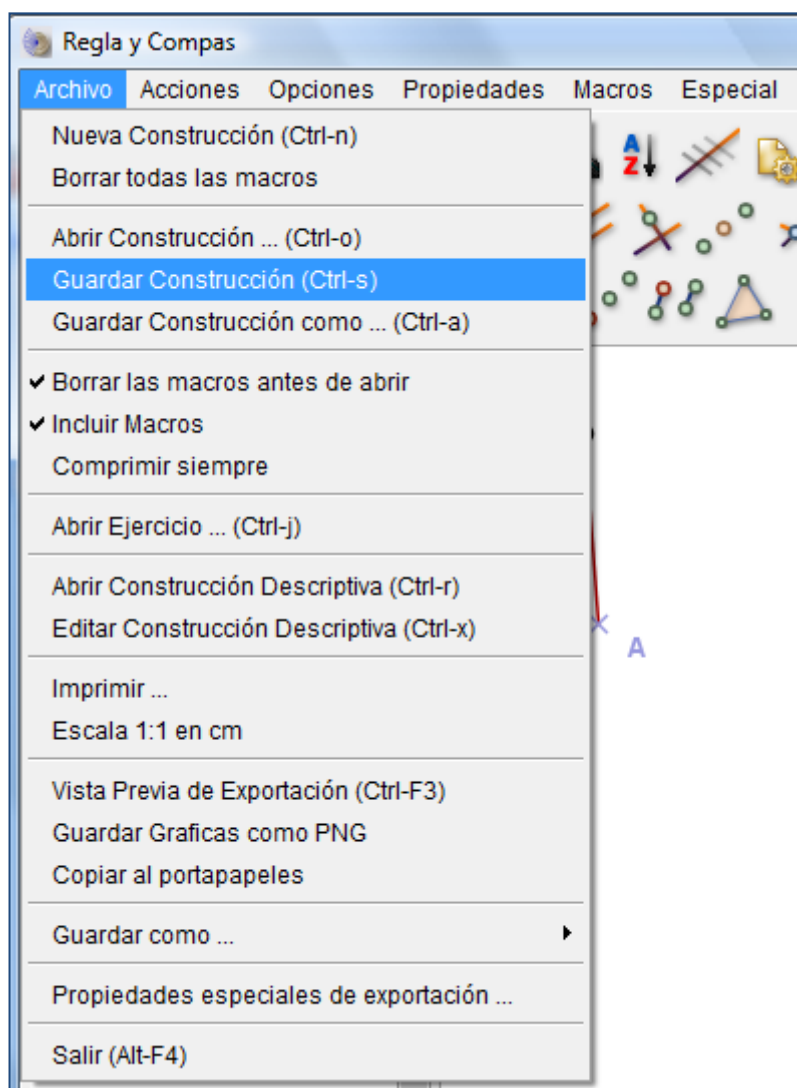 Regla y Compas
Archivo Acciones Opciones Propiedades Macros Especial
Nueva Construcción (Ctrl-n)
Borrar todas las macros
Abrir Construcción ... (Ctrl-o)
Guardar Construcción (Ctrl-s)
Guardar Construcción como ... (Ctrl-a)
Borrar las macros antes de abrir
Incluir Macros
Comprimir siempre
Abrir Ejercicio ... (Ctrl-j)
Abrir Construcción Descriptiva (Ctrl-r)
Editar Construcción Descriptiva (Ctrl-x)
Imprimir ...
Escala 1:1 en cm
Vista Previa de Exportación (Ctrl-F3)
Guardar Graficas como PNG
Copiar al portapapeles
Guardar como ...
Propiedades especiales de exportación ...
Salir (Alt-F4)
A
Z
A